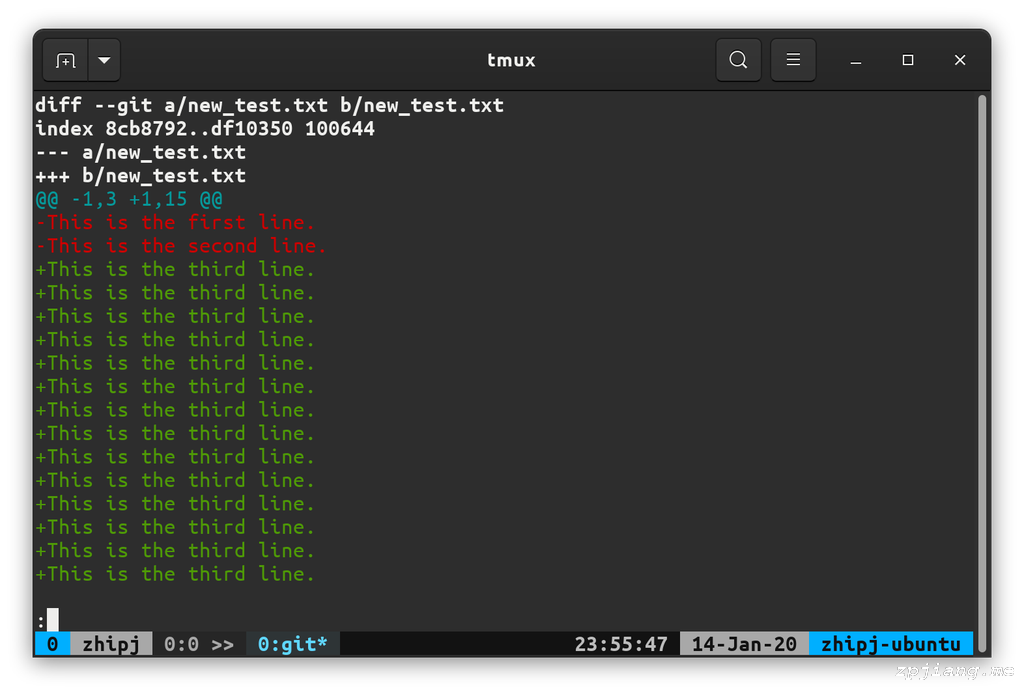 tmux
diff --git a/new_test.txt b/new_test.txt
index 8cb8792..df10350 100644
--- a/new_test.txt
+++ b/new_test.txt
@@ -1,3 +1,15 @@
-This is the first line.
-This is the second line.
+This is the third line.
+This is the third line.
+This is the third line.
+This is the third line.
+This is the third line.
+This is the third line.
+This is the third line.
+This is the third line.
+This is the third line.
+This is the third line.
+This is the third line.
+This is the third line.
+This is the third line.
+This is the third line.
:
0 zhipj 0:0 >> 0:git* 23:55:47 14-Jan-20 zhipj-ubuntu
zpjiang.me